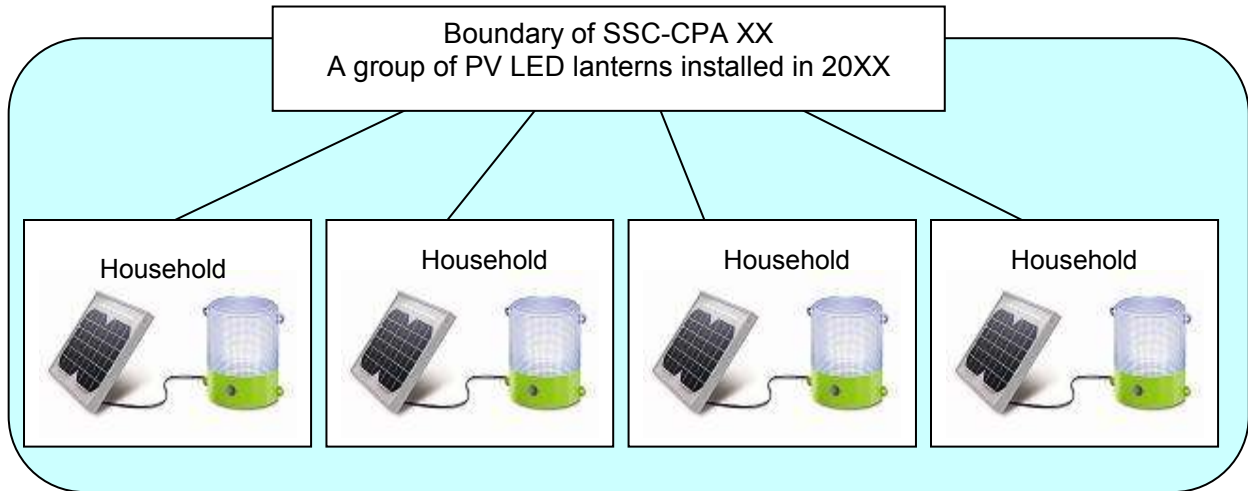 Boundary of SSC-CPA XX
A group of PV LED lanterns installed in 20XX
Household
Household
Household
Household